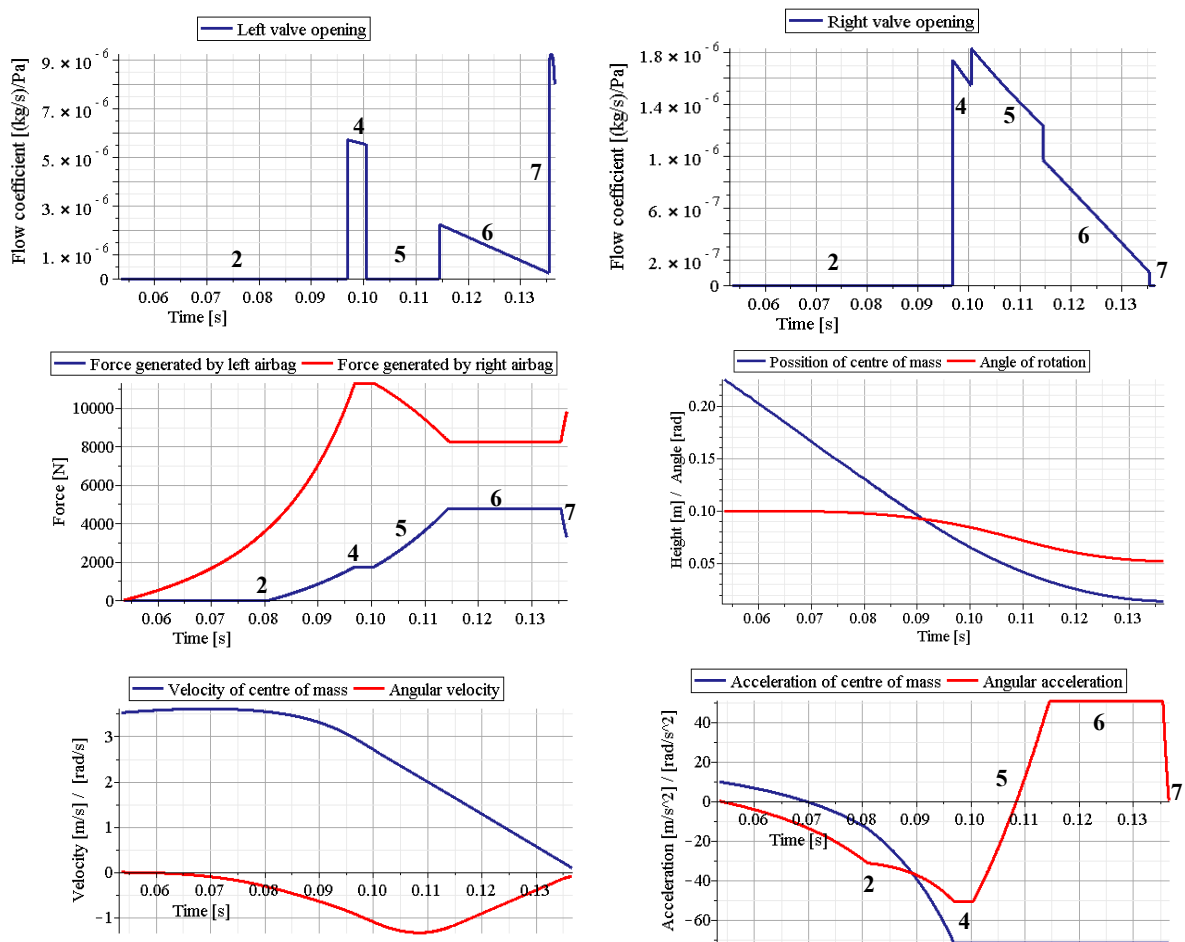 Left valve opening
Flow coefficient [(kg/s)/Pa]
9. × 10^-6
7. × 10^-6
5. × 10^-6
3. × 10^-6
1. × 10^-6
0
2
4
5
6
7
0.06 0.07 0.08 0.09 0.10 0.11 0.12 0.13
Time [s]
Right valve opening
Flow coefficient [(kg/s)/Pa]
1.8 × 10^-6
1.4 × 10^-6
1. × 10^-6
6. × 10^-7
2. × 10^-7
0
2
4
5
6
7
0.06 0.07 0.08 0.09 0.10 0.11 0.12 0.13
Time [s]
Force generated by left airbag Force generated by right airbag
Force [N]
10000
8000
6000
4000
2000
0
2
4
5
6
7
0.06 0.07 0.08 0.09 0.10 0.11 0.12 0.13
Time [s]
Possition of centre of mass Angle of rotation
Height [m] / Angle [rad]
0.20
0.15
0.10
0.05
0.06 0.07 0.08 0.09 0.10 0.11 0.12 0.13
Time [s]
Velocity of centre of mass Angular velocity
Velocity [m/s] / [rad/s]
3
2
1
0
-1
0.06 0.07 0.08 0.09 0.10 0.11 0.12 0.13
Time [s]
Acceleration of centre of mass Angular acceleration
Acceleration [m/s^2] / [rad/s^2]
40
20
0
-20
-40
-60
0.06 0.07 0.08 0.09 0.10 0.11 0.12 0.13
Time [s]
2
4
5
6
7